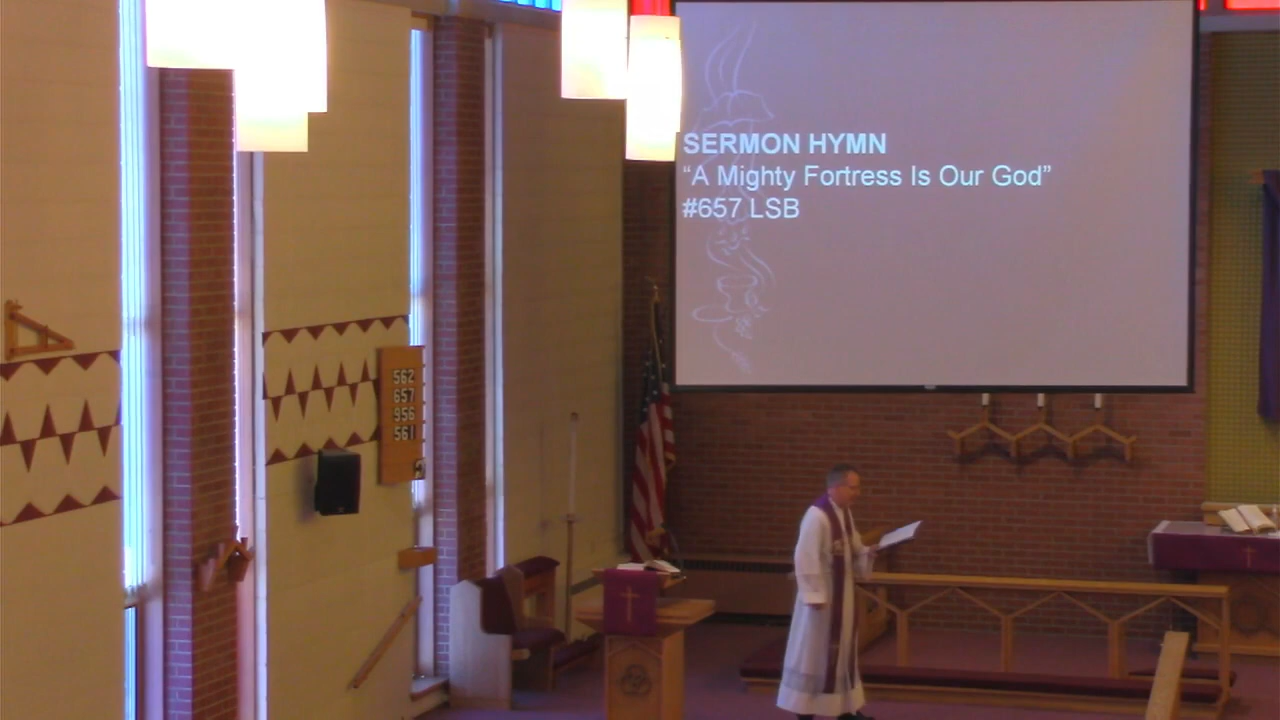 SERMON HYMN
“A Mighty Fortress Is Our God”
#657 LSB
562
657
956
561